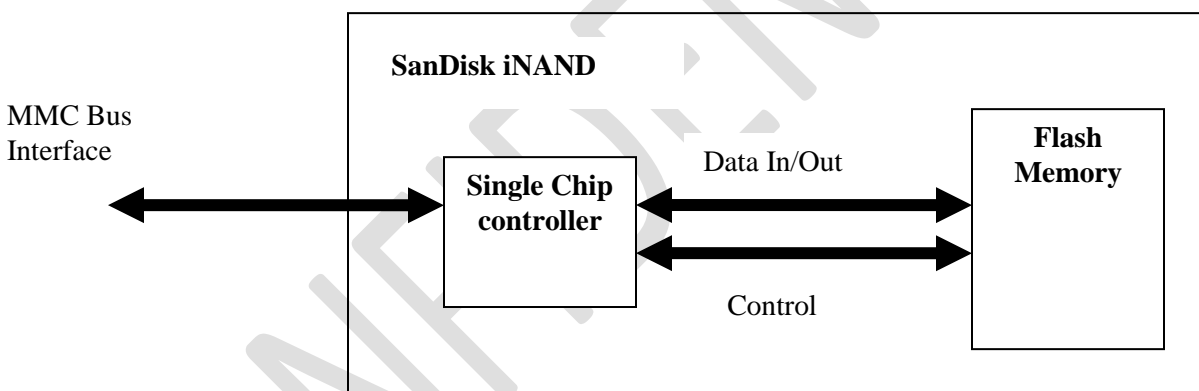 SanDisk iNAND
MMC Bus
Interface
Single Chip
controller
Data In/Out
Control
Flash
Memory